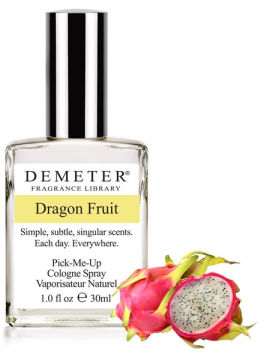 DEMETER®
FRAGRANCE LIBRARY
Dragon Fruit
Simple, subtle, singular scents.
Each day. Everywhere.
Pick-Me-Up
Cologne Spray
Vaporisateur Naturel
1.0 fl oz ℮ 30ml